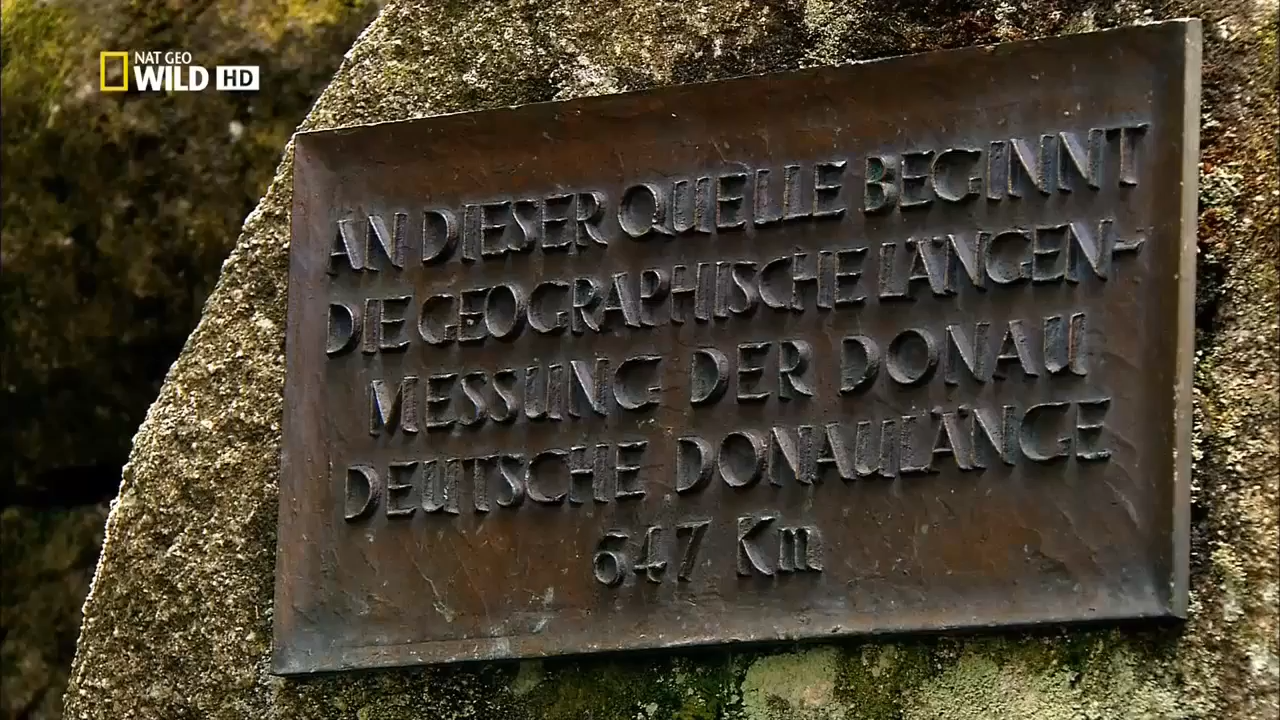 NAT GEO
WILD HD
AN DIESER QUELLE BEGINNT
DIE GEOGRAPHISCHE LÄNGEN-
MESSUNG DER DONAU
DEUTSCHE DONAULÄNGE
647 Km